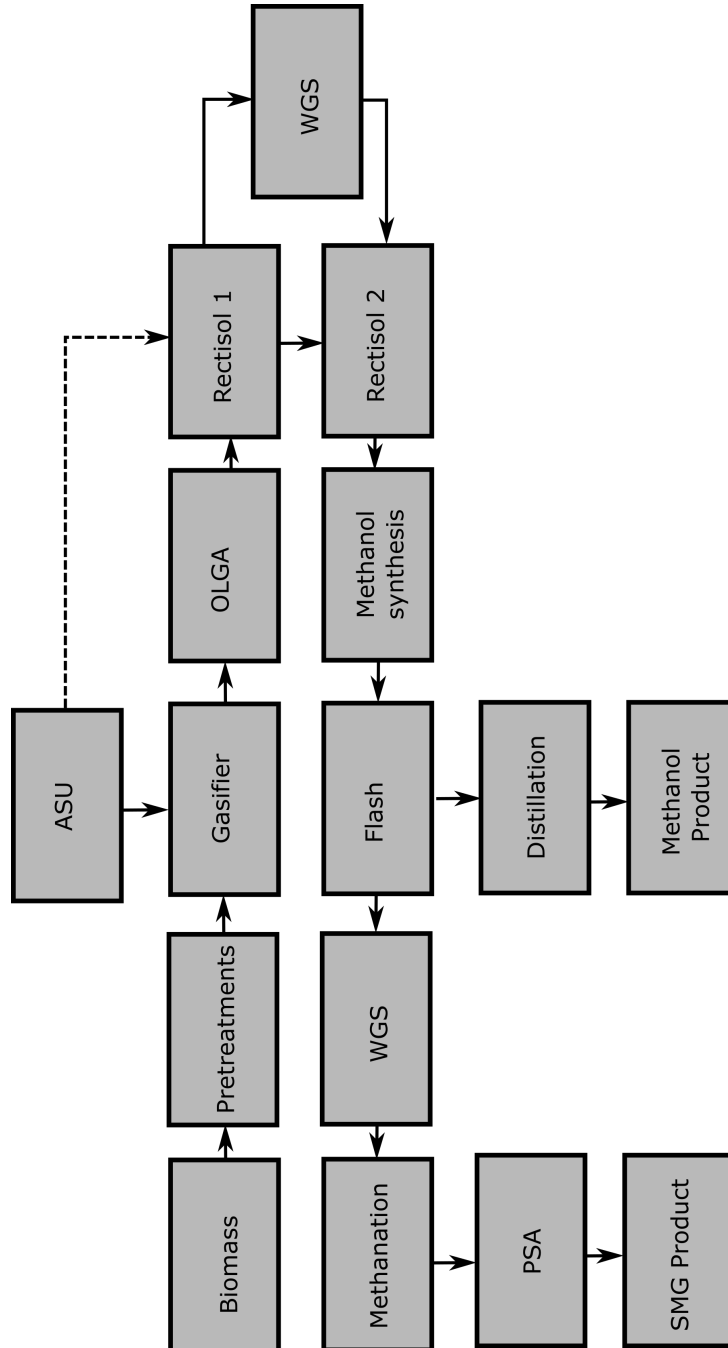 ASU
Biomass
Pretreatments
Gasifier
OLGA
Rectisol 1
WGS
Methanation
WGS
Flash
Methanol
synthesis
Rectisol 2
PSA
Distillation
SMG Product
Methanol
Product